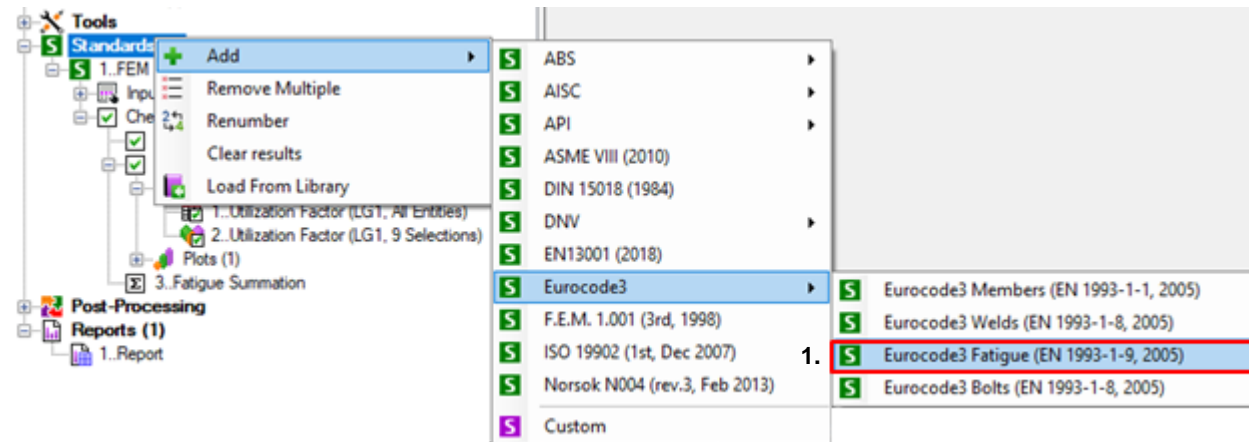 Tools
Standards
1..FEM
Inpu
Che
1..Utilization Factor (LG1, All Entities)
2..Utilization Factor (LG1, 9 Selections)
Plots (1)
3..Fatigue Summation
Post-Processing
Reports (1)
1..Report
Add
Remove Multiple
Renumber
Clear results
Load From Library
ABS
AISC
API
ASME VIII (2010)
DIN 15018 (1984)
DNV
EN13001 (2018)
Eurocode3
F.E.M. 1.001 (3rd, 1998)
ISO 19902 (1st, Dec 2007)
Norsok N004 (rev.3, Feb 2013)
Custom
Eurocode3 Members (EN 1993-1-1, 2005)
Eurocode3 Welds (EN 1993-1-8, 2005)
1. Eurocode3 Fatigue (EN 1993-1-9, 2005)
Eurocode3 Bolts (EN 1993-1-8, 2005)